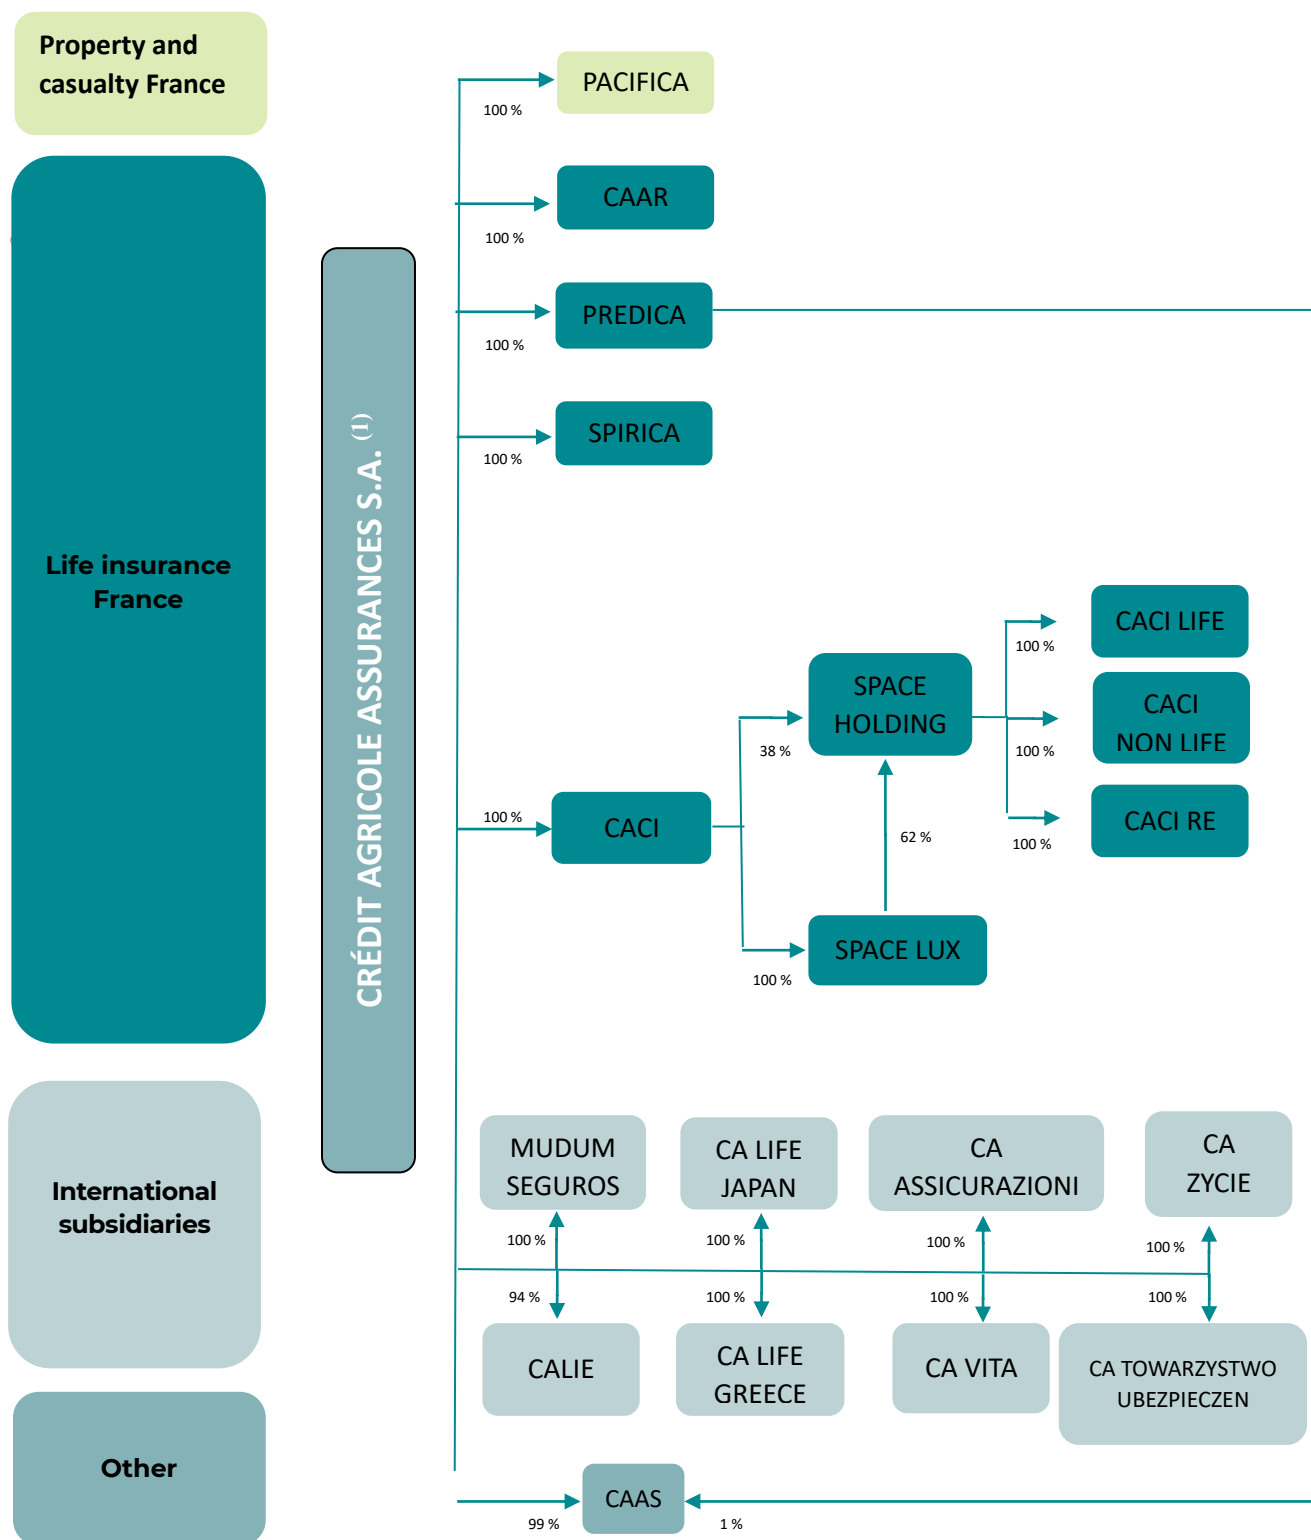 Property and
casualty France
PACIFICA
100 %
CAAR
100 %
PREDICA
100 %
SPIRICA
100 %
CRÉDIT AGRICOLE ASSURANCES S.A. (1)
Life insurance
France
CACI LIFE
100 %
SPACE
HOLDING
38 %
CACI
NON LIFE
100 %
CACI RE
100 %
100 %
CACI
62 %
SPACE LUX
100 %
International
subsidiaries
MUDUM
SEGUROS
CA LIFE
JAPAN
CA
ASSICURAZIONI
CA
ZYCIE
100 %
100 %
100 %
100 %
94 %
100 %
100 %
100 %
CALIE
CA LIFE
GREECE
CA VITA
CA TOWARZYSTWO
UBEZPIECZEN
Other
CAAS
99 %
1 %